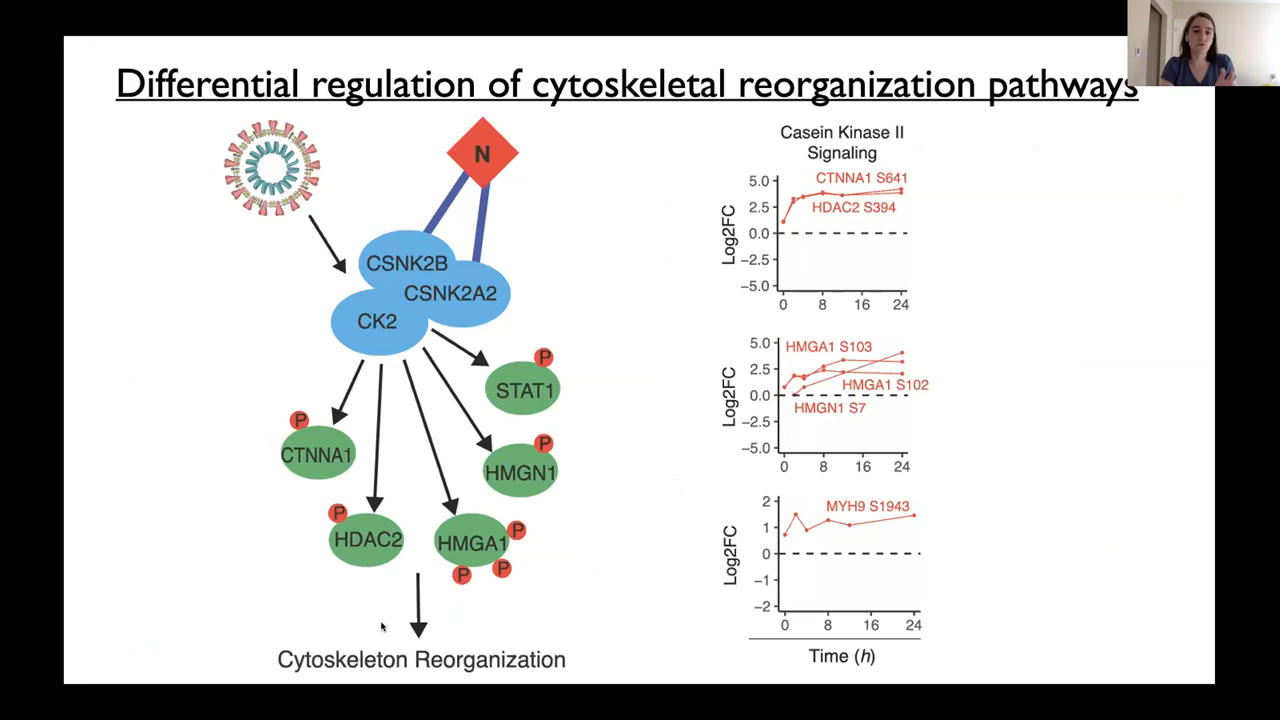 Differential regulation of cytoskeletal reorganization pathways
N
CSNK2B
CSNK2A2
CK2
P
STAT1
P
CTNNA1
P
HMGN1
P
HDAC2
HMGA1
P
P
P
Cytoskeleton Reorganization
Casein Kinase II
Signaling
Log2FC
5.0
2.5
0.0
−2.5
−5.0
CTNNA1 S641
HDAC2 S394
0 8 16 24
Log2FC
5.0
2.5
0.0
−2.5
−5.0
HMGA1 S103
HMGA1 S102
HMGN1 S7
0 8 16 24
Log2FC
2
1
0
−1
−2
MYH9 S1943
0 8 16 24
Time (h)